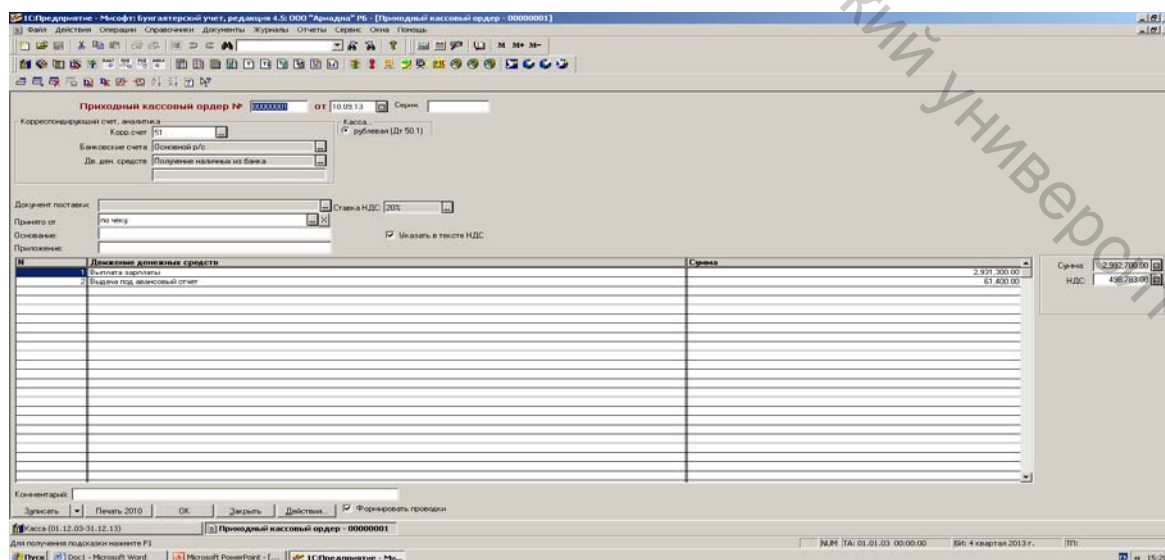 1С:Предприятие - Мисофт: Бухгалтерский учет, редакция 4.5: ООО "Ариадна" РБ - [Приходный кассовый ордер - 00000001]
Файл Действия Операции Справочники Документы Журналы Отчеты Сервис Окна Помощь
М М+ М-
кий универси
Приходный кассовый ордер № 00000001 от 10.09.13 Серия:
Корреспондирующий счет, аналитика
Касса...
Корр.счет 51
рублевая (Дт 50.1)
Банковские счета Основной р/с
Дв. ден. средств Получение наличных из банка
Документ поставки:
Ставка НДС: 20%
Принято от: по чеку
Основание:
Указать в тексте НДС
Приложение:
N Движение денежных средств Сумма
1 Выплата зарплаты 2,931,300.00
2 Выдача под авансовый отчет 61,400.00
Сумма: 2,992,700.00
НДС: 498,783.00
Комментарий:
Записать Печать 2010 OK Закрыть Действия... Формировать проводки
Касса (01.12.03-31.12.13) Приходный кассовый ордер - 00000001
Для получения подсказки нажмите F1
NUM TA: 01.01.03 00:00:00 БИ: 4 квартал 2013 г. ТП:
Пуск Doc1 - Microsoft Word Microsoft PowerPoint - [... 1С:Предприятие - Ми...